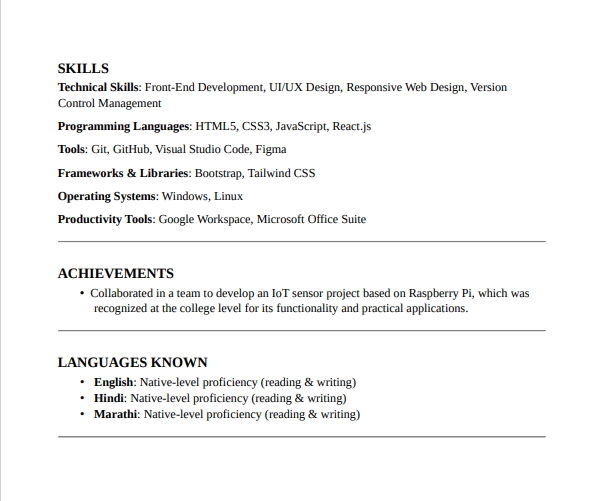 SKILLS
Technical Skills: Front-End Development, UI/UX Design, Responsive Web Design, Version
Control Management
Programming Languages: HTML5, CSS3, JavaScript, React.js
Tools: Git, GitHub, Visual Studio Code, Figma
Frameworks & Libraries: Bootstrap, Tailwind CSS
Operating Systems: Windows, Linux
Productivity Tools: Google Workspace, Microsoft Office Suite
ACHIEVEMENTS
• Collaborated in a team to develop an IoT sensor project based on Raspberry Pi, which was
recognized at the college level for its functionality and practical applications.
LANGUAGES KNOWN
• English: Native-level proficiency (reading & writing)
• Hindi: Native-level proficiency (reading & writing)
• Marathi: Native-level proficiency (reading & writing)